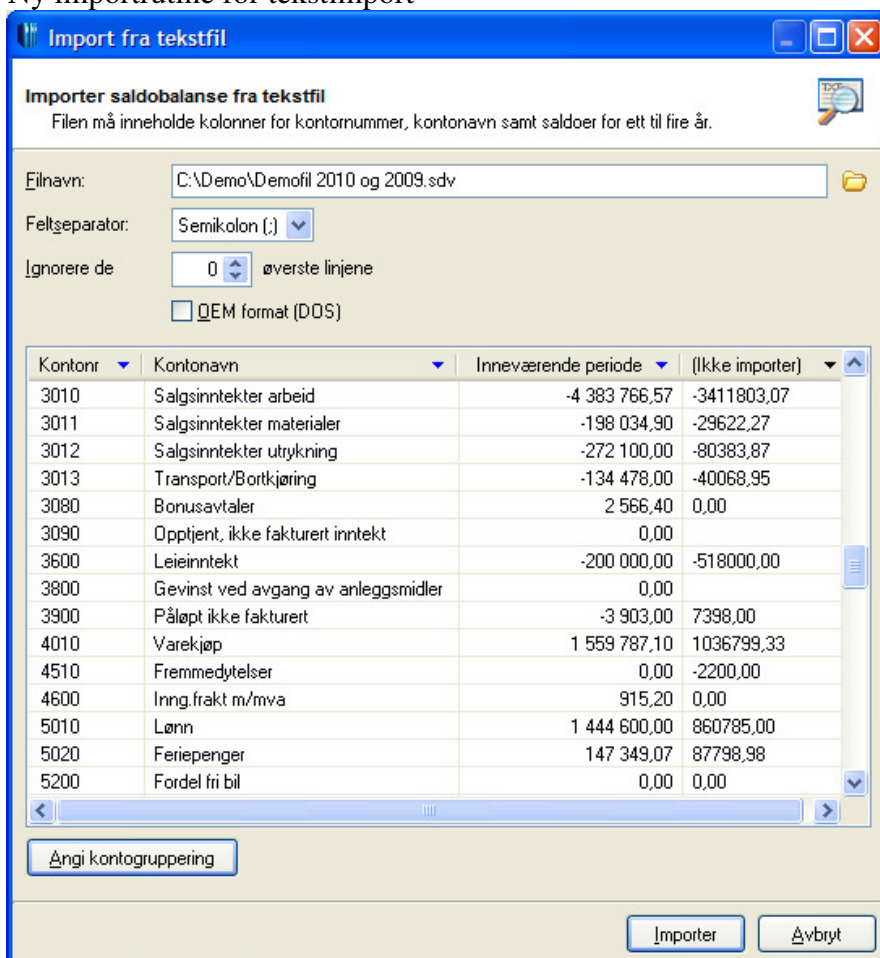 Ny importrutine for tekstimport
Import fra tekstfil
Importer saldobalanse fra tekstfil
TXT
Filen må inneholde kolonner for kontornummer, kontonavn samt saldoer for ett til fire år.
Filnavn: C:\Demo\Demofil 2010 og 2009.sdv
Feltseparator: Semikolon (;)
Ignorere de 0 øverste linjene
OEM format (DOS)
Kontonr Kontonavn Inneværende periode (Ikke importer)
3010 Salgsinntekter arbeid -4 383 766,57 -3411803,07
3011 Salgsinntekter materialer -198 034,90 -29622,27
3012 Salgsinntekter utrykning -272 100,00 -80383,87
3013 Transport/Bortkjøring -134 478,00 -40068,95
3080 Bonusavtaler 2 566,40 0,00
3090 Opptjent, ikke fakturert inntekt 0,00
3600 Leieinntekt -200 000,00 -518000,00
3800 Gevinst ved avgang av anleggsmidler 0,00
3900 Påløpt ikke fakturert -3 903,00 7398,00
4010 Varekjøp 1 559 787,10 1036799,33
4510 Fremmedytelser 0,00 -2200,00
4600 Inng.frakt m/mva 915,20 0,00
5010 Lønn 1 444 600,00 860785,00
5020 Feriepenger 147 349,07 87798,98
5200 Fordel fri bil 0,00 0,00
Angi kontogruppering
Importer Avbryt